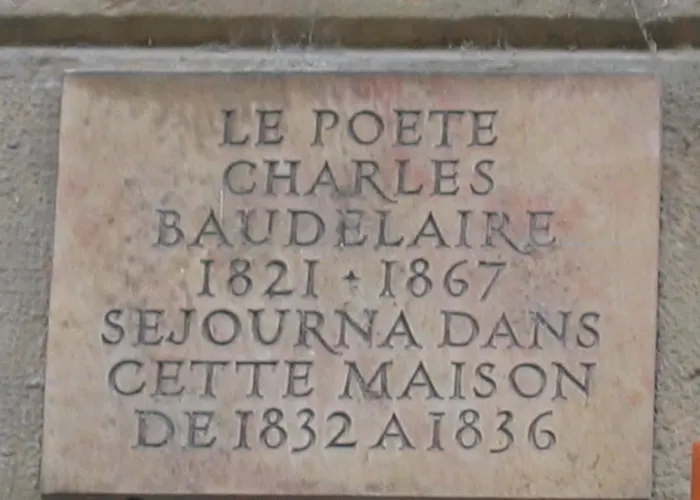 LE POETE
CHARLES
BAUDELAIRE
1821 + 1867
SEJOURNA DANS
CETTE MAISON
DE 1832 A 1836